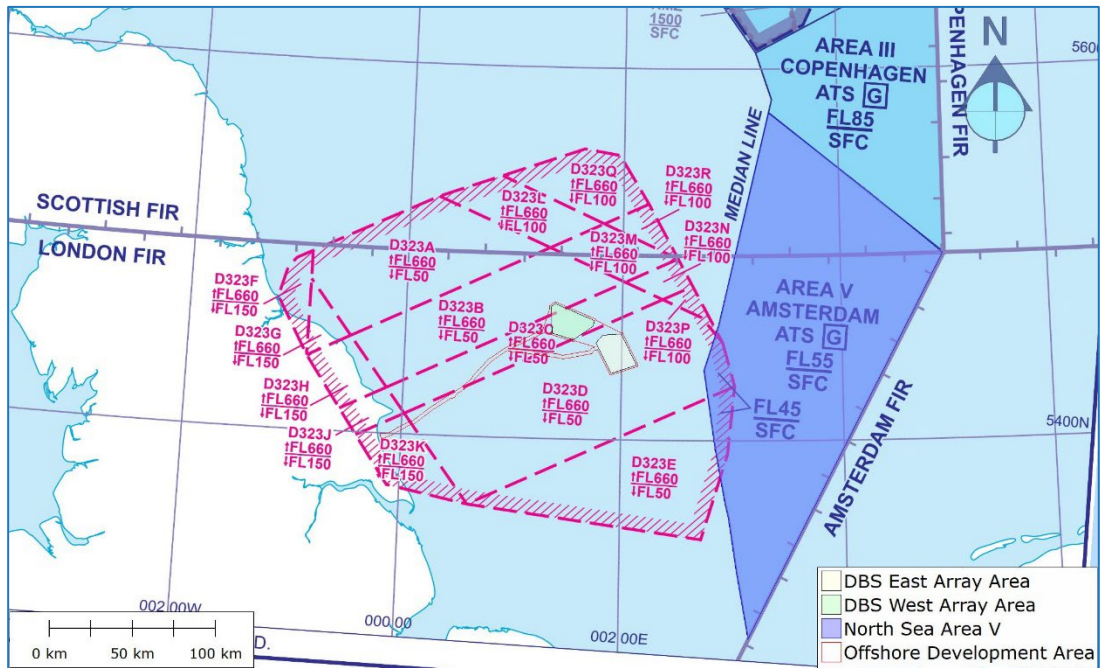 1500
SFC
AREA III
COPENHAGEN
ATS G
FL85
SFC
N
5600
MEDIAN LINE
SCOTTISH FIR
LONDON FIR
D323Q
↑FL660
↓FL100
D323R
↑FL660
↓FL100
D323L
↑FL660
↓FL100
D323N
↑FL660
↓FL100
D323M
↑FL660
↓FL100
D323A
↑FL660
↓FL50
D323F
↑FL660
↓FL150
D323B
↑FL660
↓FL50
D323G
↑FL660
↓FL150
FL660
↓FL50
D323P
↑FL660
↓FL100
AREA V
AMSTERDAM
ATS G
FL55
SFC
D323H
↑FL660
↓FL150
D323D
↑FL660
↓FL50
FL45
SFC
D323J
↑FL660
↓FL150
D323K
↑FL660
↓FL150
D323E
↑FL660
↓FL50
5400N
AMSTERDAM FIR
002 00W
000 00
002 00E
0 km 50 km 100 km
D.
DBS East Array Area
DBS West Array Area
North Sea Area V
Offshore Development Area